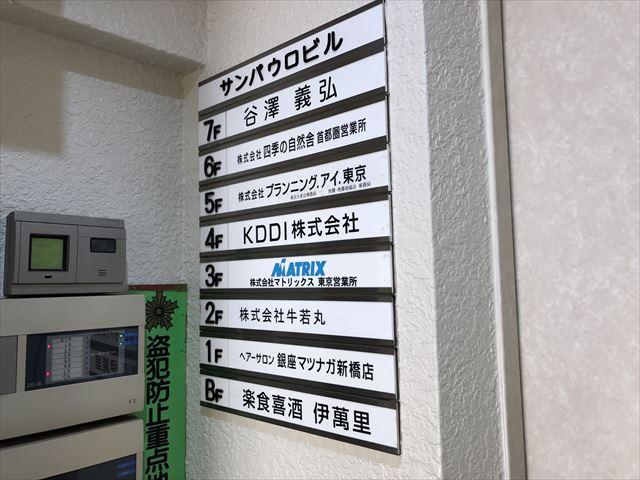 サンパウロビル
7F 谷澤 義弘
6F 株式会社 四季の自然舎 首都圏営業所
5F 株式会社 プランニング.アイ.東京
4F KDDI株式会社
3F MATRIX
株式会社マトリックス 東京営業所
2F 株式会社牛若丸
1F ヘアーサロン 銀座マツナガ新橋店
BF 楽食喜酒 伊萬里
盗犯防止重点地